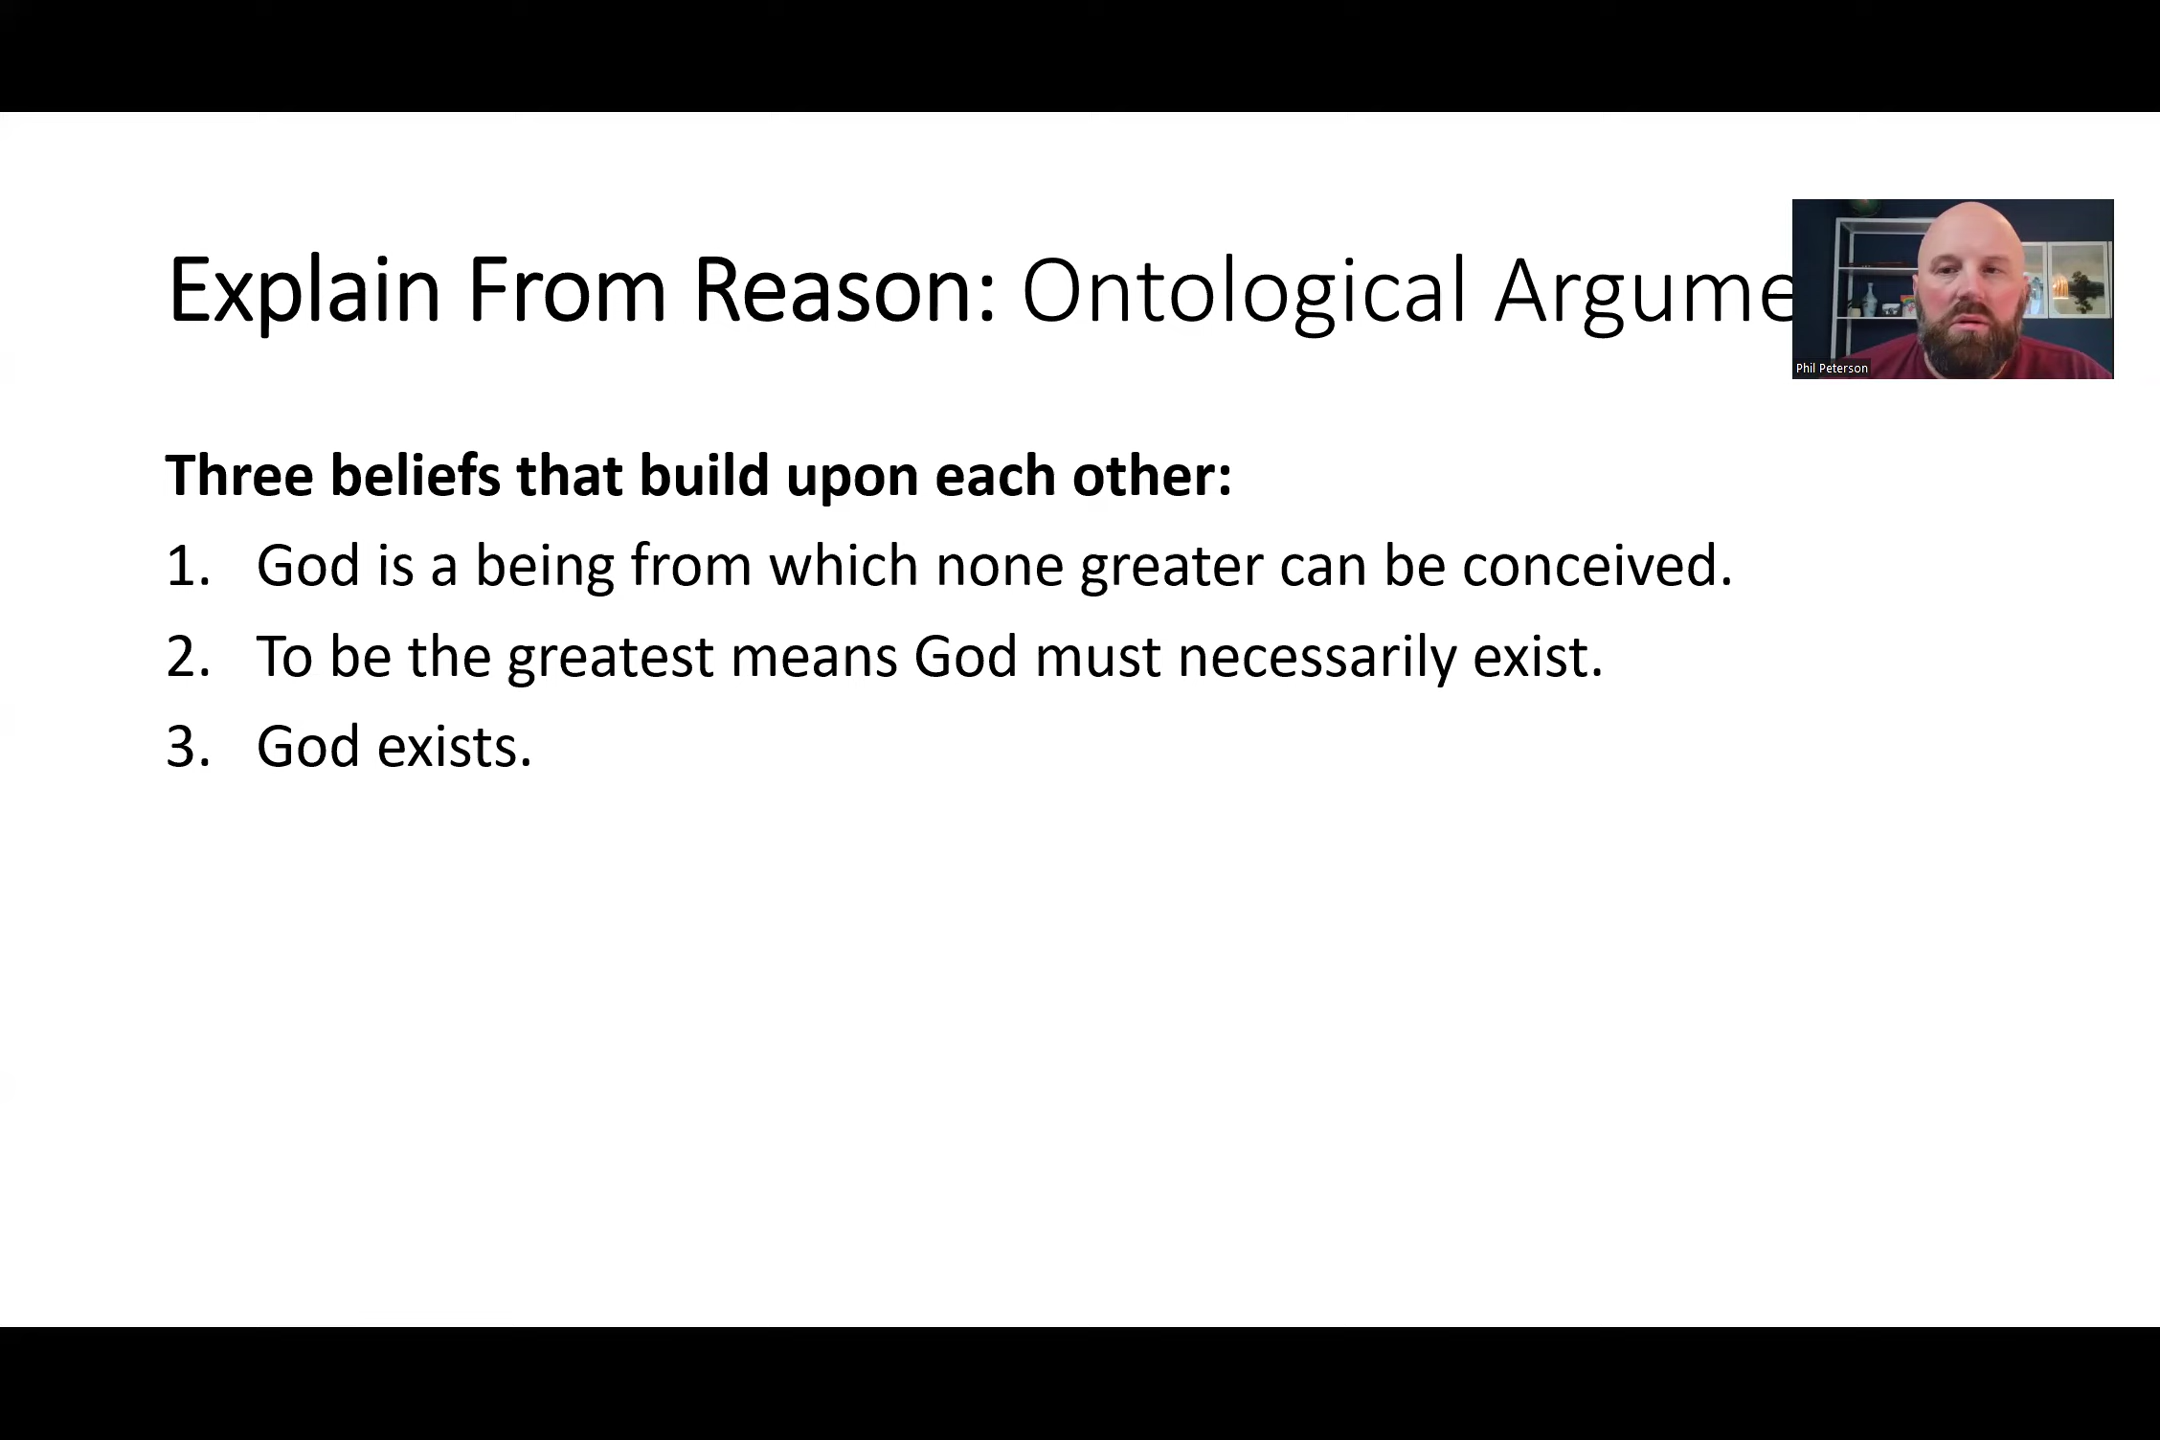 Explain From Reason: Ontological Argume
Phil Peterson
Three beliefs that build upon each other:
1. God is a being from which none greater can be conceived.
2. To be the greatest means God must necessarily exist.
3. God exists.